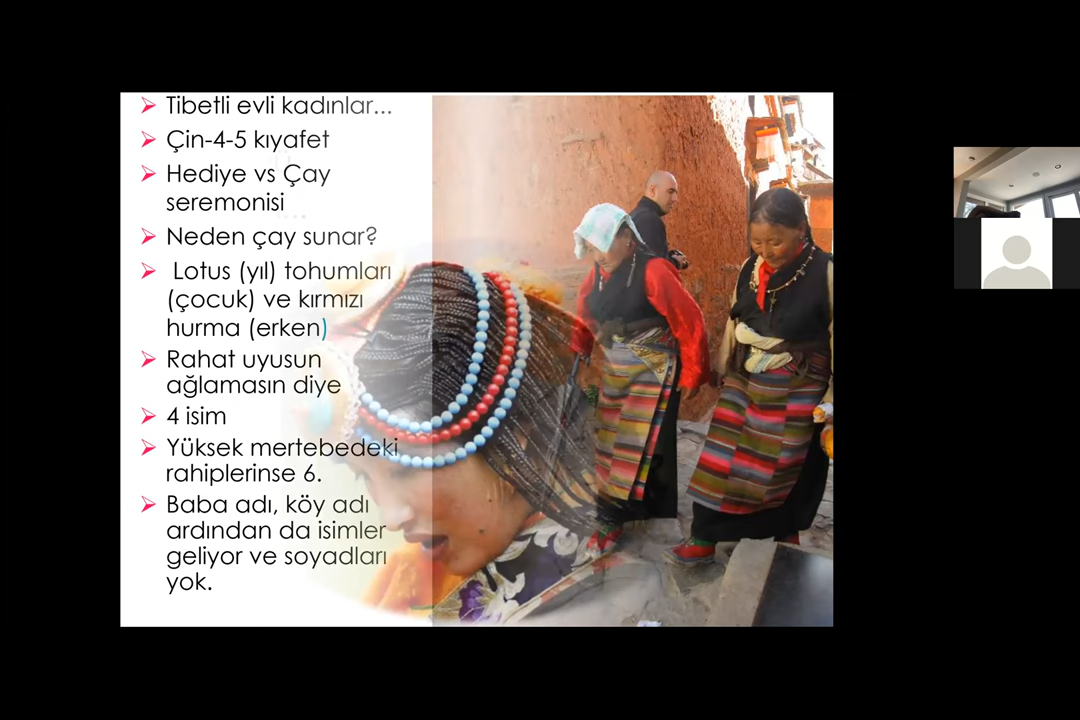 Tibetli evli kadınlar...
Çin-4-5 kıyafet
Hediye vs Çay
seremonisi
Neden çay sunar?
Lotus (yıl) tohumları
(çocuk) ve kırmızı
hurma (erken)
Rahat uyusun
ağlamasın diye
4 isim
Yüksek mertebedeki
rahiplerinse 6.
Baba adı, köy adı
ardından da isimler
geliyor ve soyadları
yok.